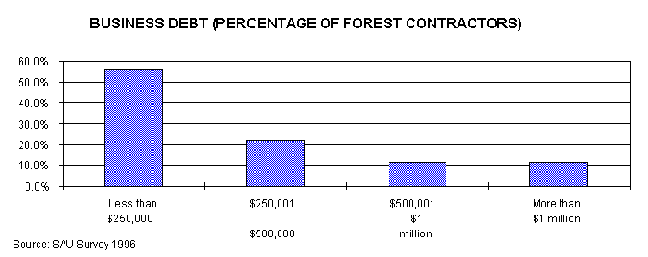 BUSINESS DEBT (PERCENTAGE OF FOREST CONTRACTORS)
60.0%
50.0%
40.0%
30.0%
20.0%
10.0%
0.0%
Less than
$250,000
$250,001
$500,000
$500,001
$1
million
More than
$1 million
Source: Survey 1996